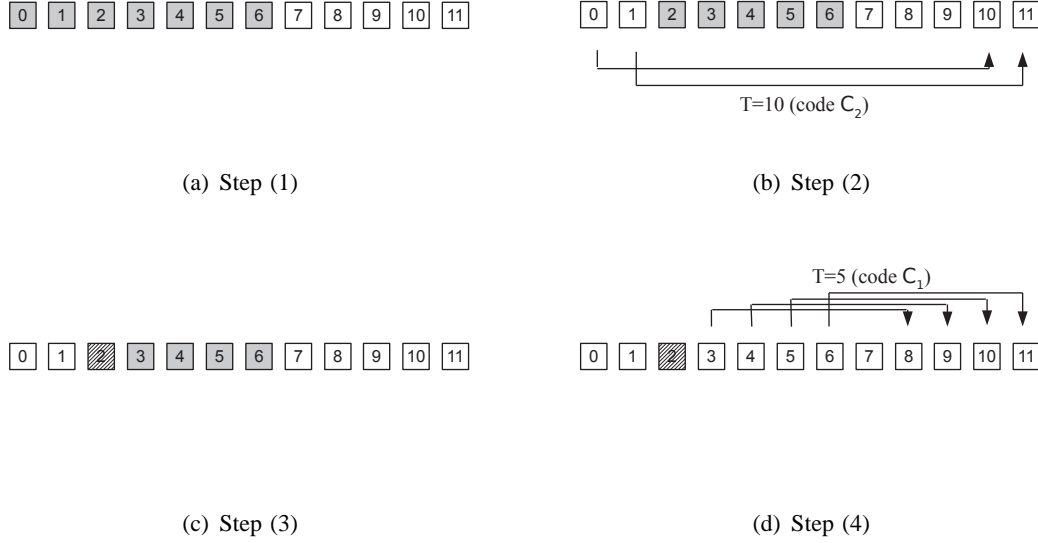 0 1 2 3 4 5 6 7 8 9 10 11
0 1 2 3 4 5 6 7 8 9 10 11
T=10 (code C₂)
(a) Step (1)
(b) Step (2)
T=5 (code C₁)
0 1 2 3 4 5 6 7 8 9 10 11
0 1 2 3 4 5 6 7 8 9 10 11
(c) Step (3)
(d) Step (4)